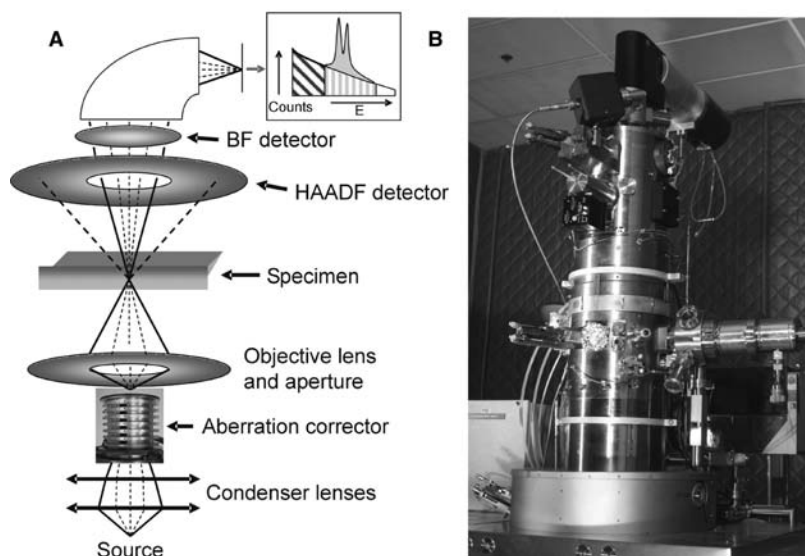 A
B
Counts
E
BF detector
HAADF detector
Specimen
Objective lens
and aperture
Aberration corrector
Condenser lenses
Source